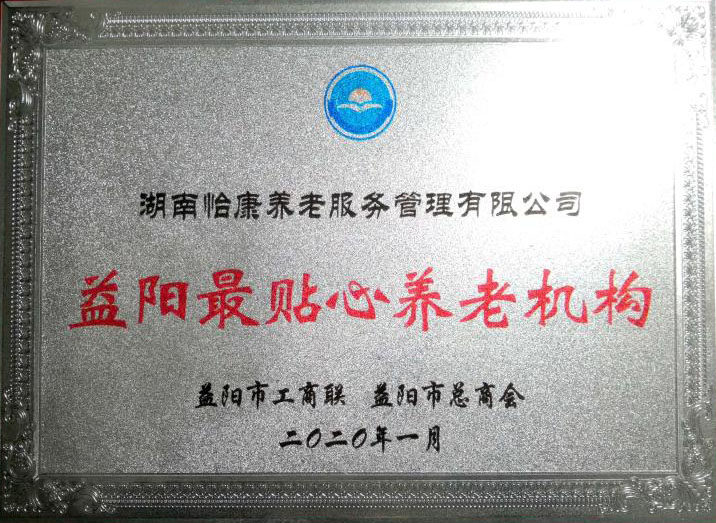 湖南怡康养老服务管理有限公司
益阳最贴心养老机构
益阳市工商联 益阳市总商会
二〇二〇年一月